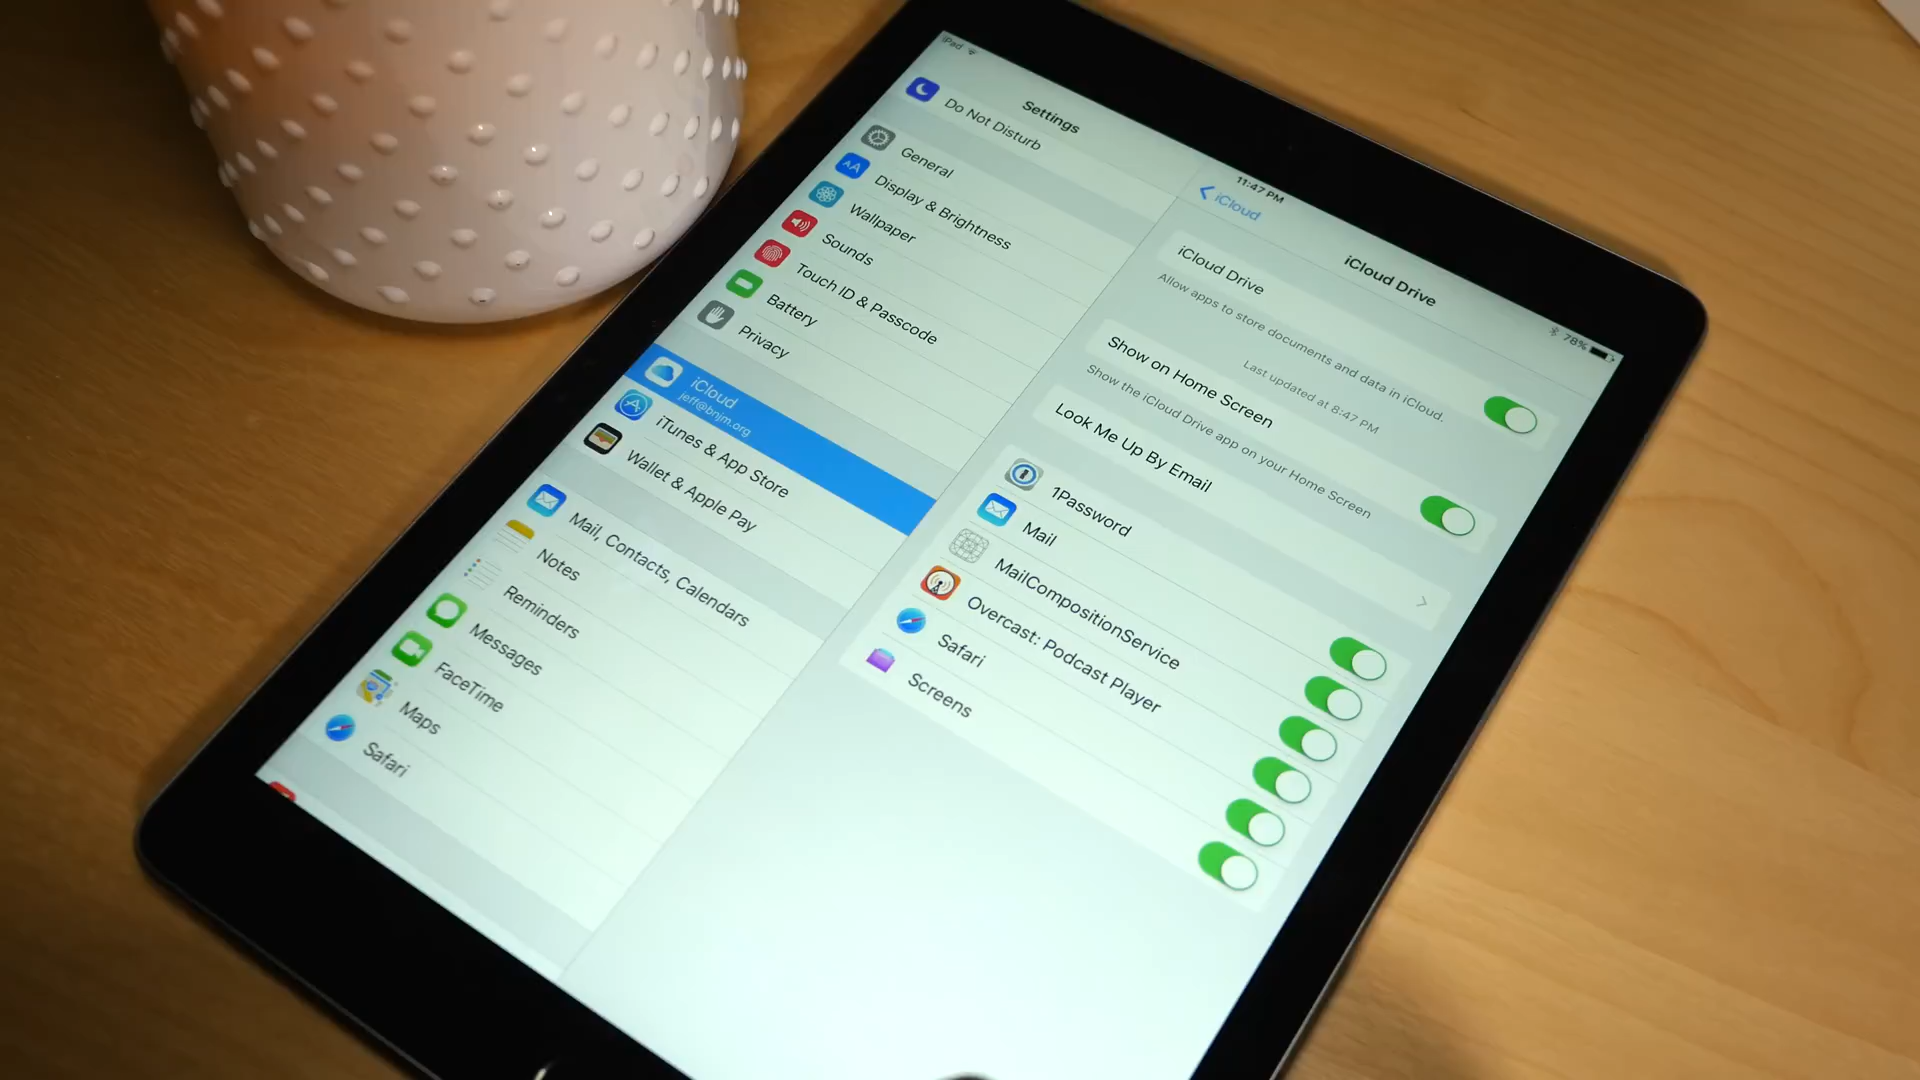 iPad
Settings
Do Not Disturb
General
Display & Brightness
Wallpaper
Sounds
Touch ID & Passcode
Battery
Privacy
iCloud
jeff@bnjm.org
iTunes & App Store
Wallet & Apple Pay
Mail, Contacts, Calendars
Notes
Reminders
Messages
FaceTime
Maps
Safari
11:47 PM
78%
iCloud
iCloud Drive
iCloud Drive
Allow apps to store documents and data in iCloud.
Last updated at 8:47 PM
Show on Home Screen
Show the iCloud Drive app on your Home Screen
Look Me Up By Email
1Password
Mail
MailCompositionService
Overcast: Podcast Player
Safari
Screens